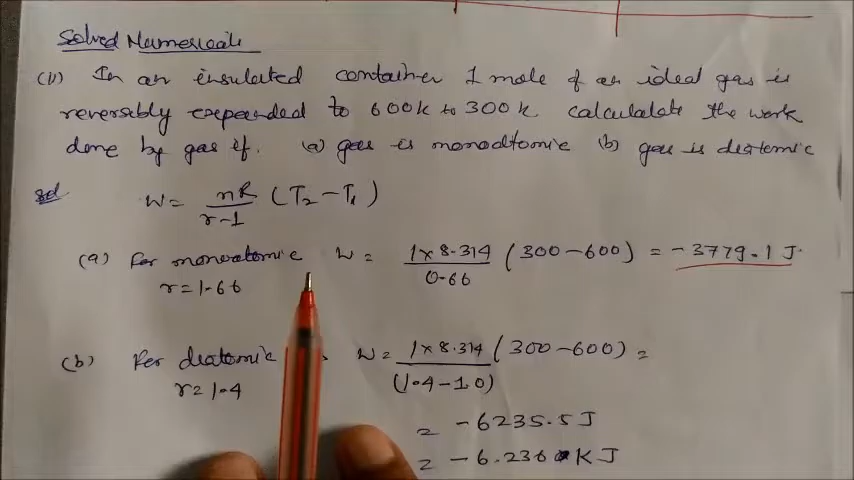 Solved Numericals
(1) In an insulated container 1 mole of an ideal gas is
reversibly expanded to 600k to 300k. calculalate the work
done by gas if. (a) gas is monoatomic (b) gas is diatomic
Sol W = nR/r-1 (T2 - T1)
(a) For monoatomic W = 1 × 8.314/0.66 (300 - 600) = -3779.1 J.
r = 1.66
(b) For diatomic W = 1 × 8.314/(1.4 - 1.0) (300 - 600) =
r = 1.4
= -6235.5 J
= -6.236 KJ